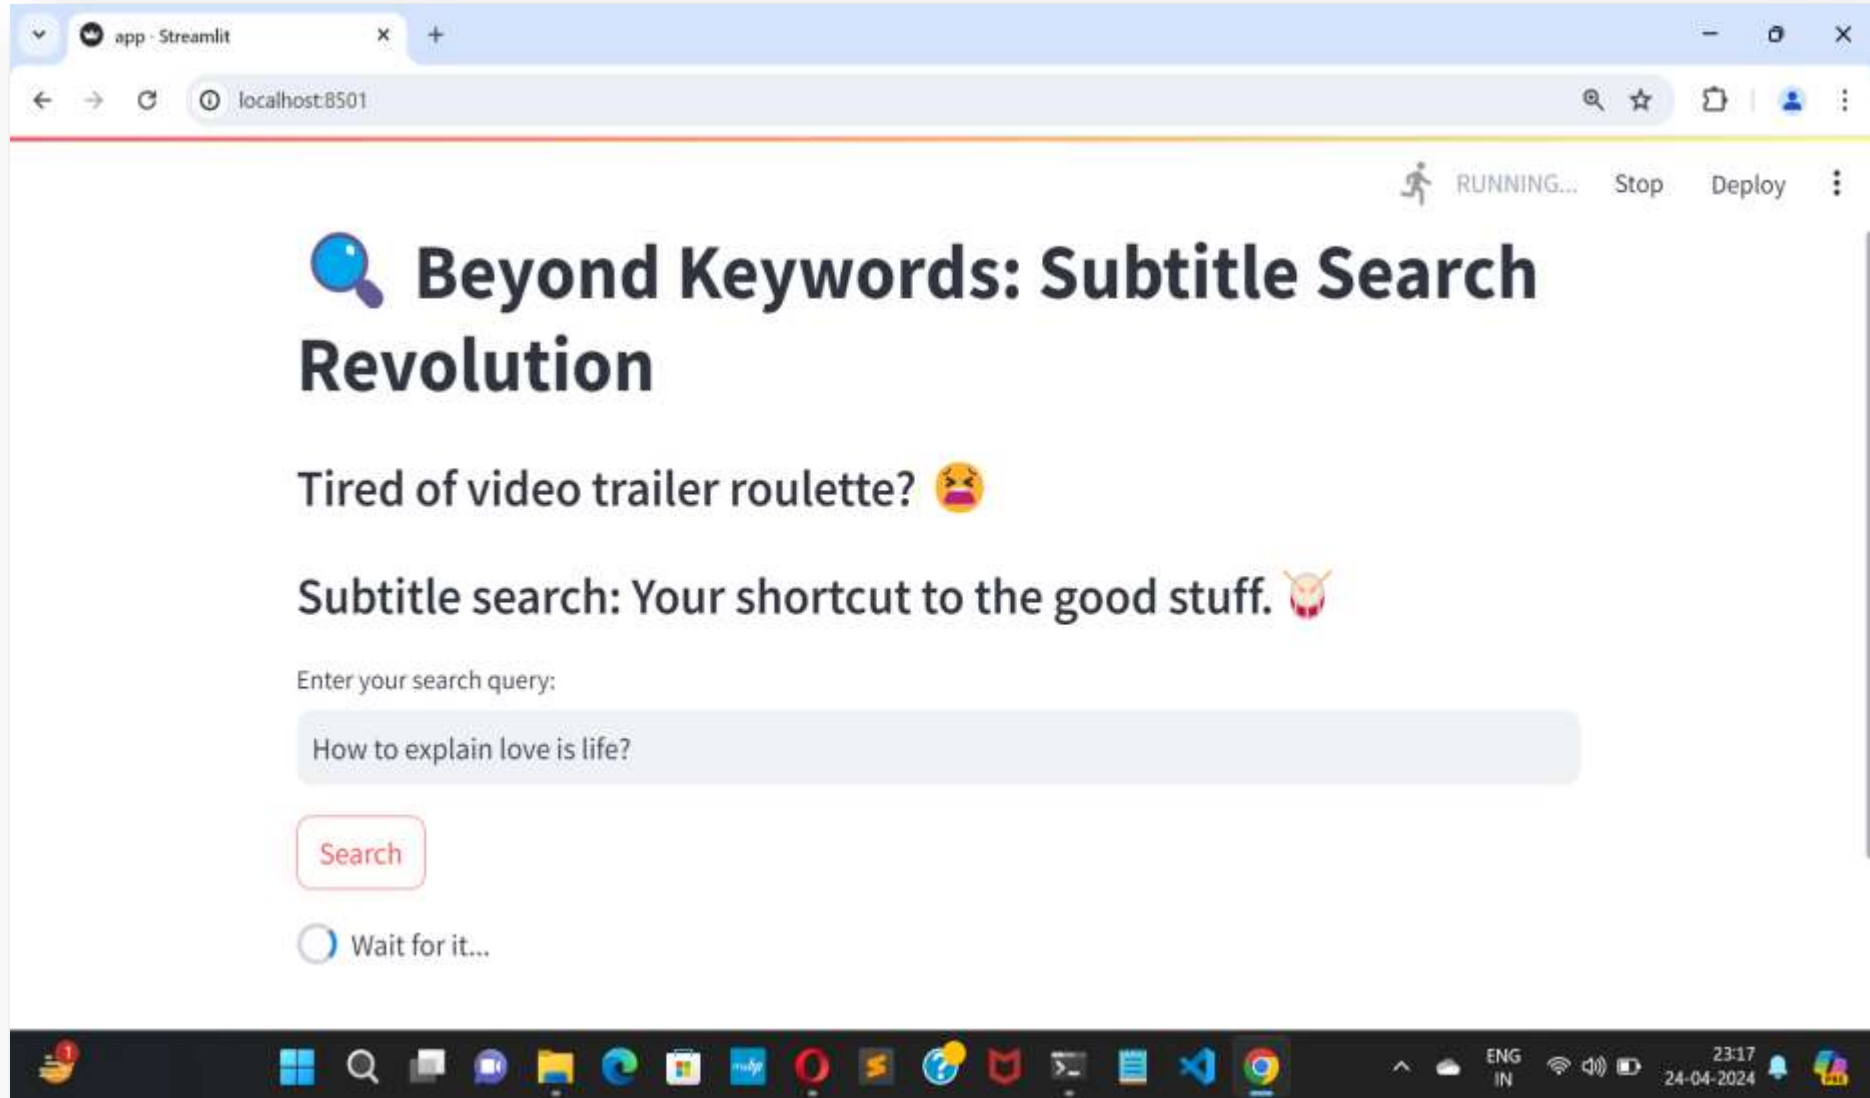 app · Streamlit
localhost:8501
RUNNING...
Stop
Deploy
🔍 Beyond Keywords: Subtitle Search
Revolution
Tired of video trailer roulette? 😫
Subtitle search: Your shortcut to the good stuff. 🥁
Enter your search query:
How to explain love is life?
Search
Wait for it...
1
ENG
IN
23:17
24-04-2024
PRE